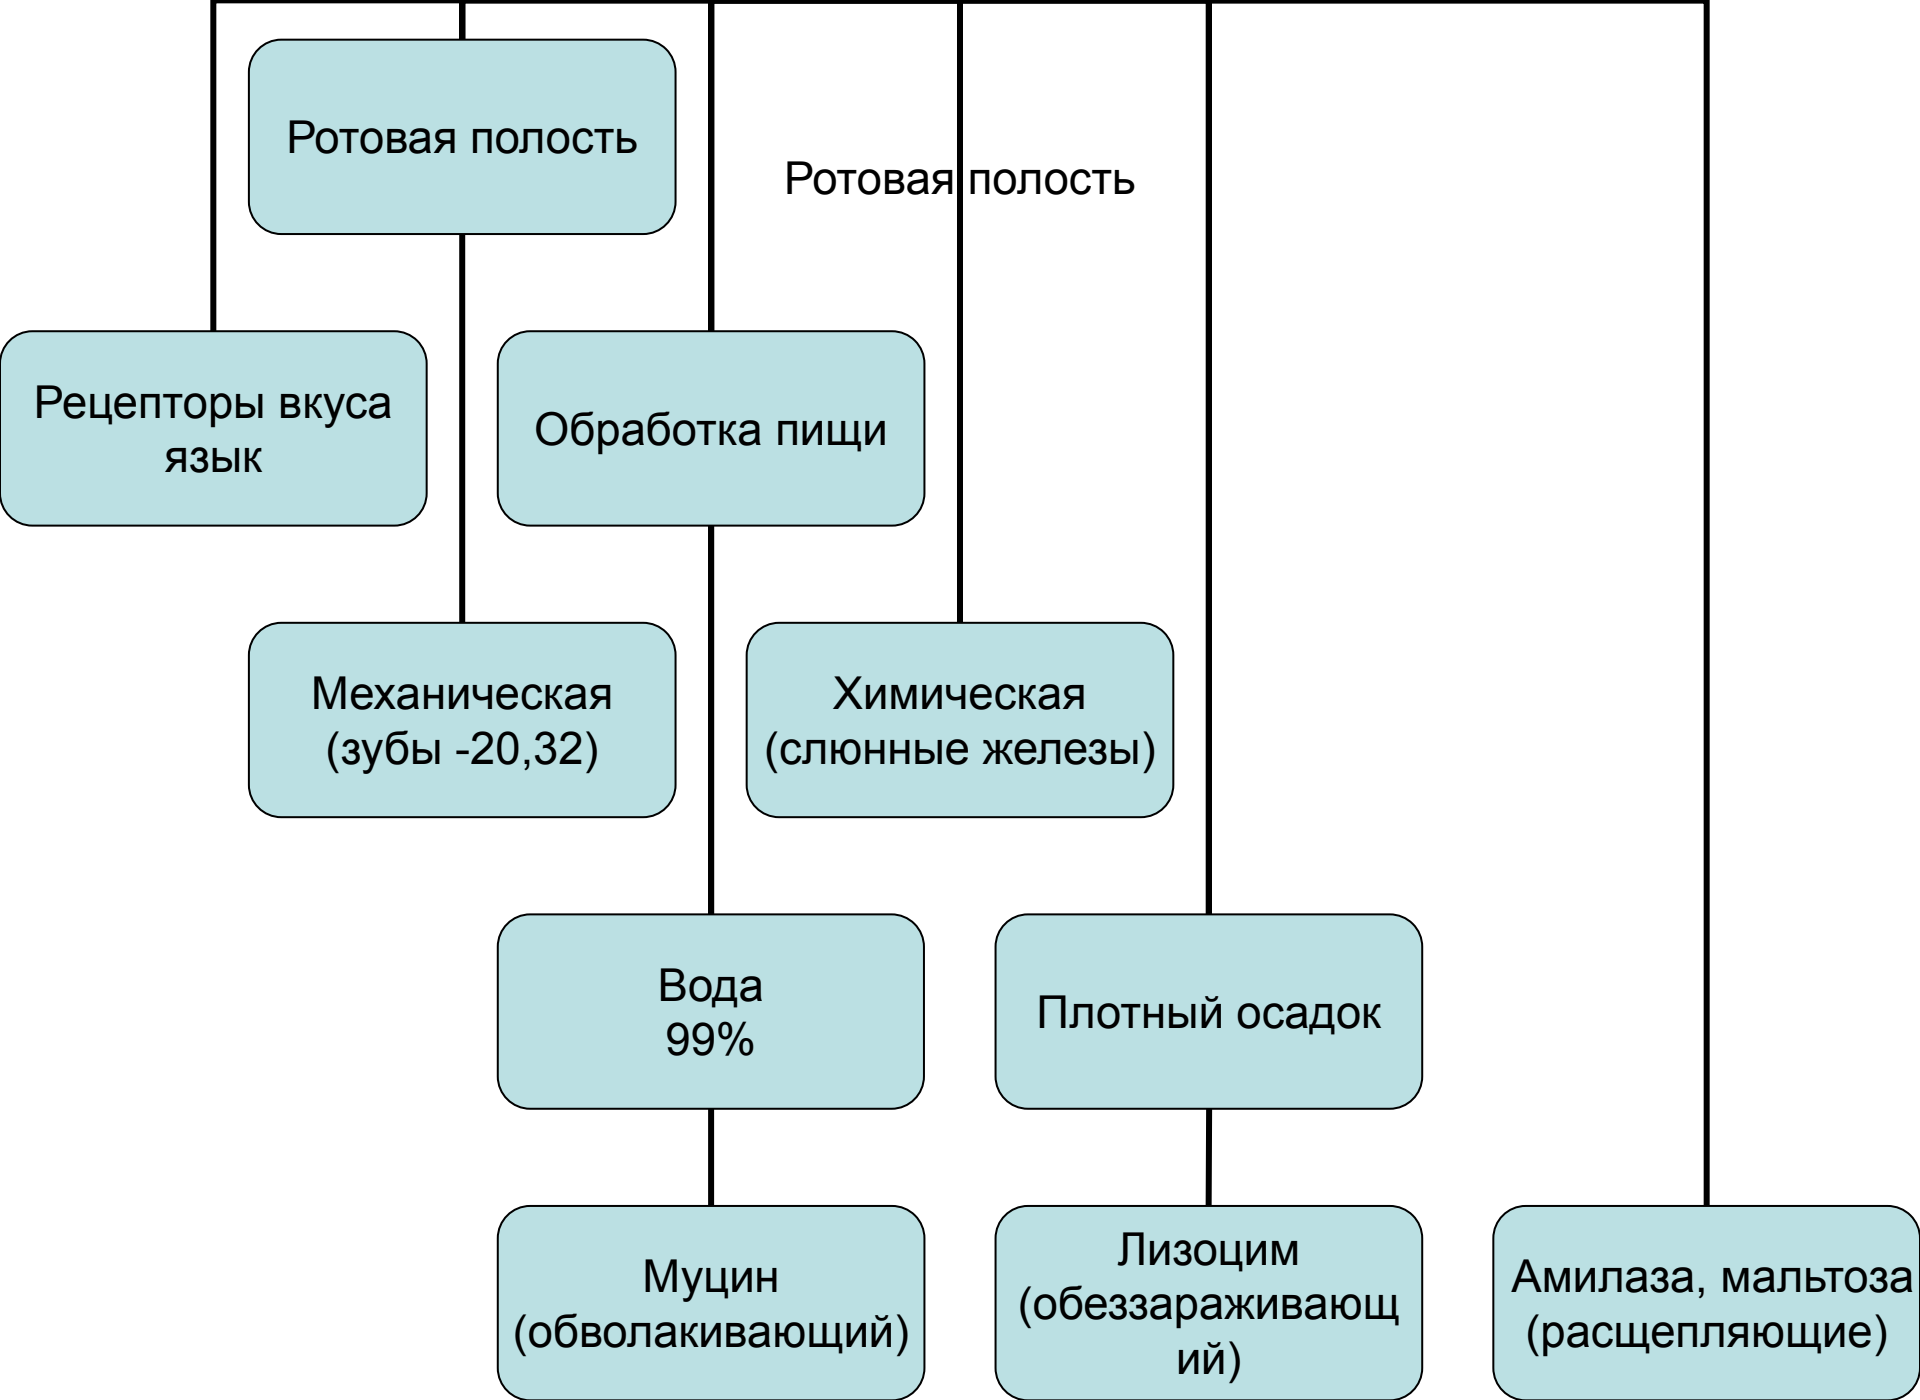 Ротовая полость
Ротовая полость
Рецепторы вкуса
язык
Обработка пищи
Механическая
(зубы -20,32)
Химическая
(слюнные железы)
Вода
99%
Плотный осадок
Муцин
(обволакивающий)
Лизоцим
(обеззараживающ
ий)
Амилаза, мальтоза
(расщепляющие)